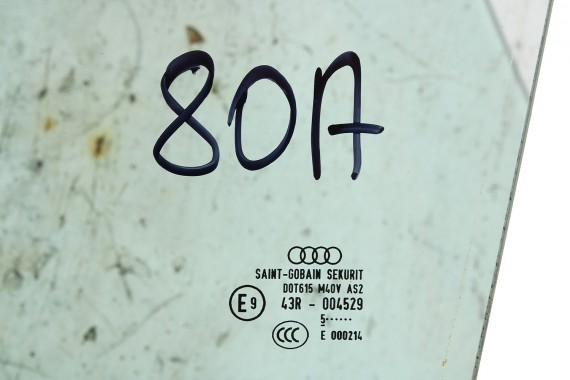 80A
SAINT-GOBAIN SEKURIT
DOT615 M40V AS2
E9 43R - 004529
5······
CCC E 000214